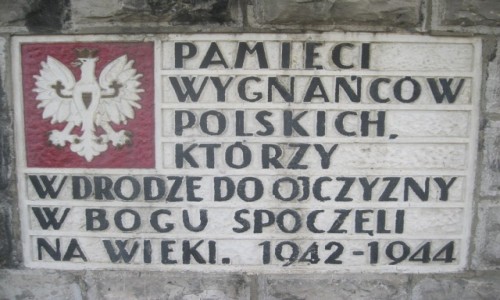 PAMIĘCI
WYGNAŃCÓW
POLSKICH,
KTÓRZY
W DRODZE DO OJCZYZNY
W BOGU SPOCZĘLI
NA WIEKI. 1942-1944